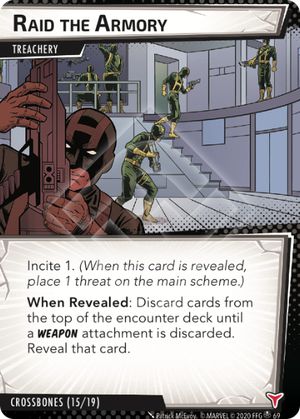 Raid the Armory
TREACHERY
Incite 1. (When this card is revealed,
place 1 threat on the main scheme.)
When Revealed: Discard cards from
the top of the encounter deck until
a WEAPON attachment is discarded.
Reveal that card.
CROSSBONES (15/19)
Patrick McEvoy. © MARVEL © 2020 FFG 69